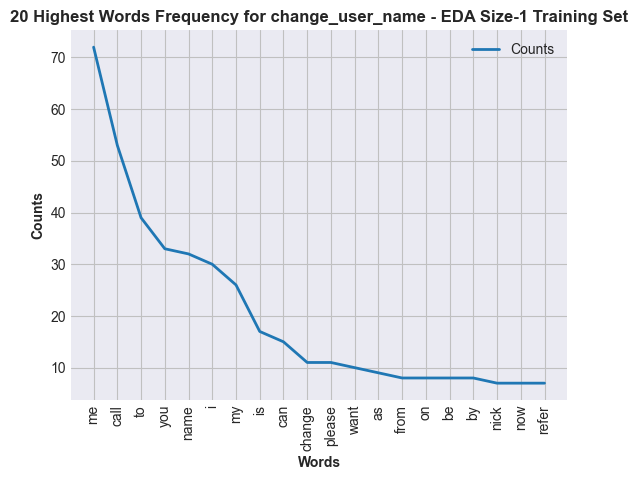 20 Highest Words Frequency for change_user_name - EDA Size-1 Training Set
Counts
70
60
50
40
30
20
10
Counts
me
call
to
you
name
i
my
is
can
change
please
want
as
from
on
be
by
nick
now
refer
Words